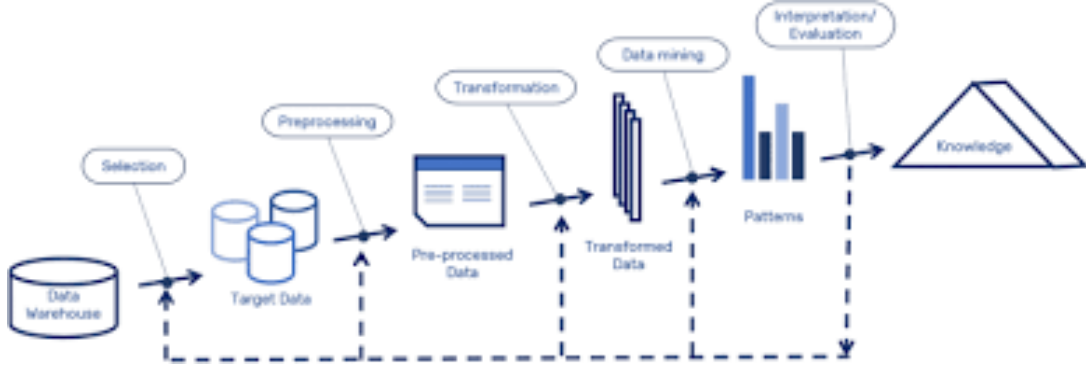 Interpretation/
Evaluation
Data mining
Transformation
Preprocessing
Selection
Knowledge
Patterns
Transformed
Data
Pre-processed
Data
Target Data
Data
Warehouse